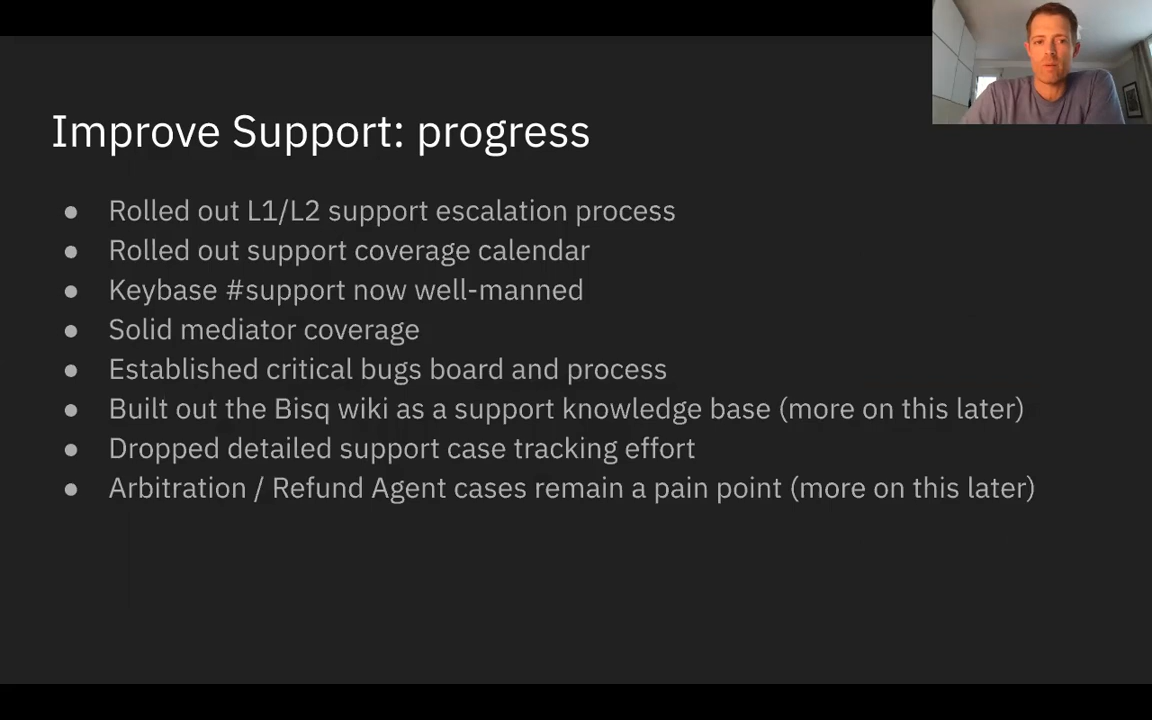 Improve Support: progress
● Rolled out L1/L2 support escalation process
● Rolled out support coverage calendar
● Keybase #support now well-manned
● Solid mediator coverage
● Established critical bugs board and process
● Built out the Bisq wiki as a support knowledge base (more on this later)
● Dropped detailed support case tracking effort
● Arbitration / Refund Agent cases remain a pain point (more on this later)